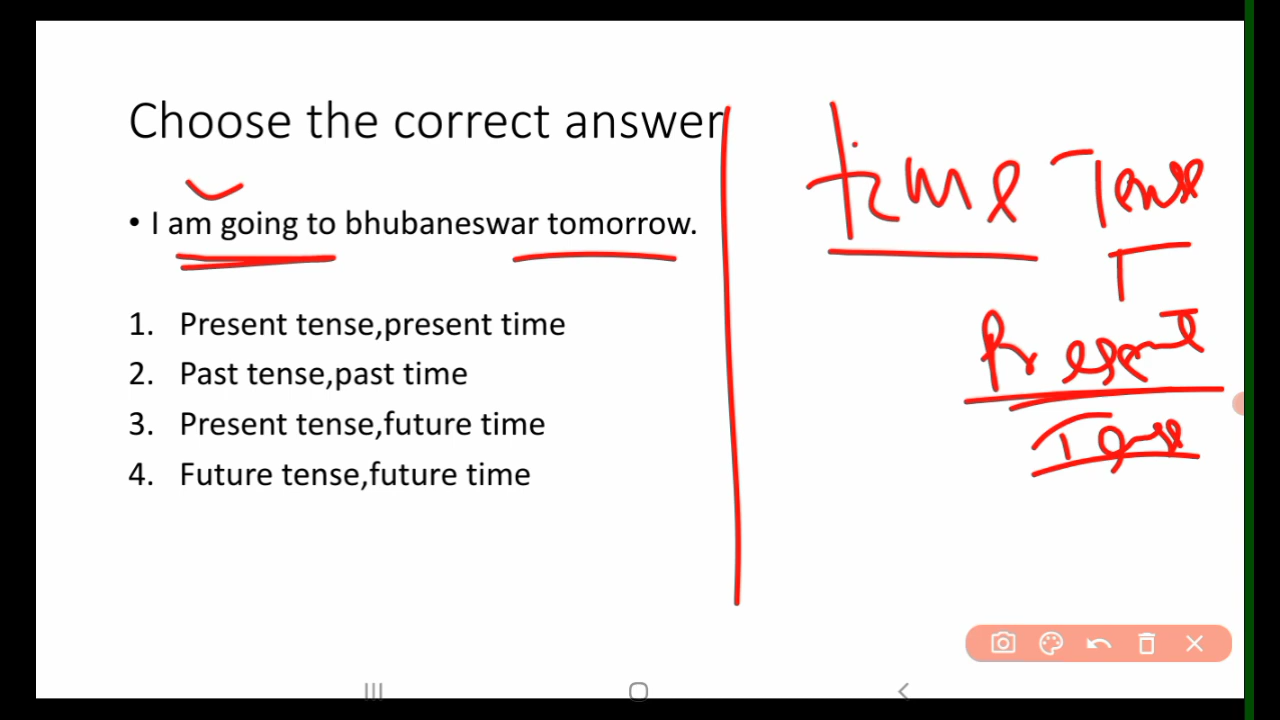 Choose the correct answer
• I am going to bhubaneswar tomorrow.
1. Present tense,present time
2. Past tense,past time
3. Present tense,future time
4. Future tense,future time
time Tense
T
Present
Tense